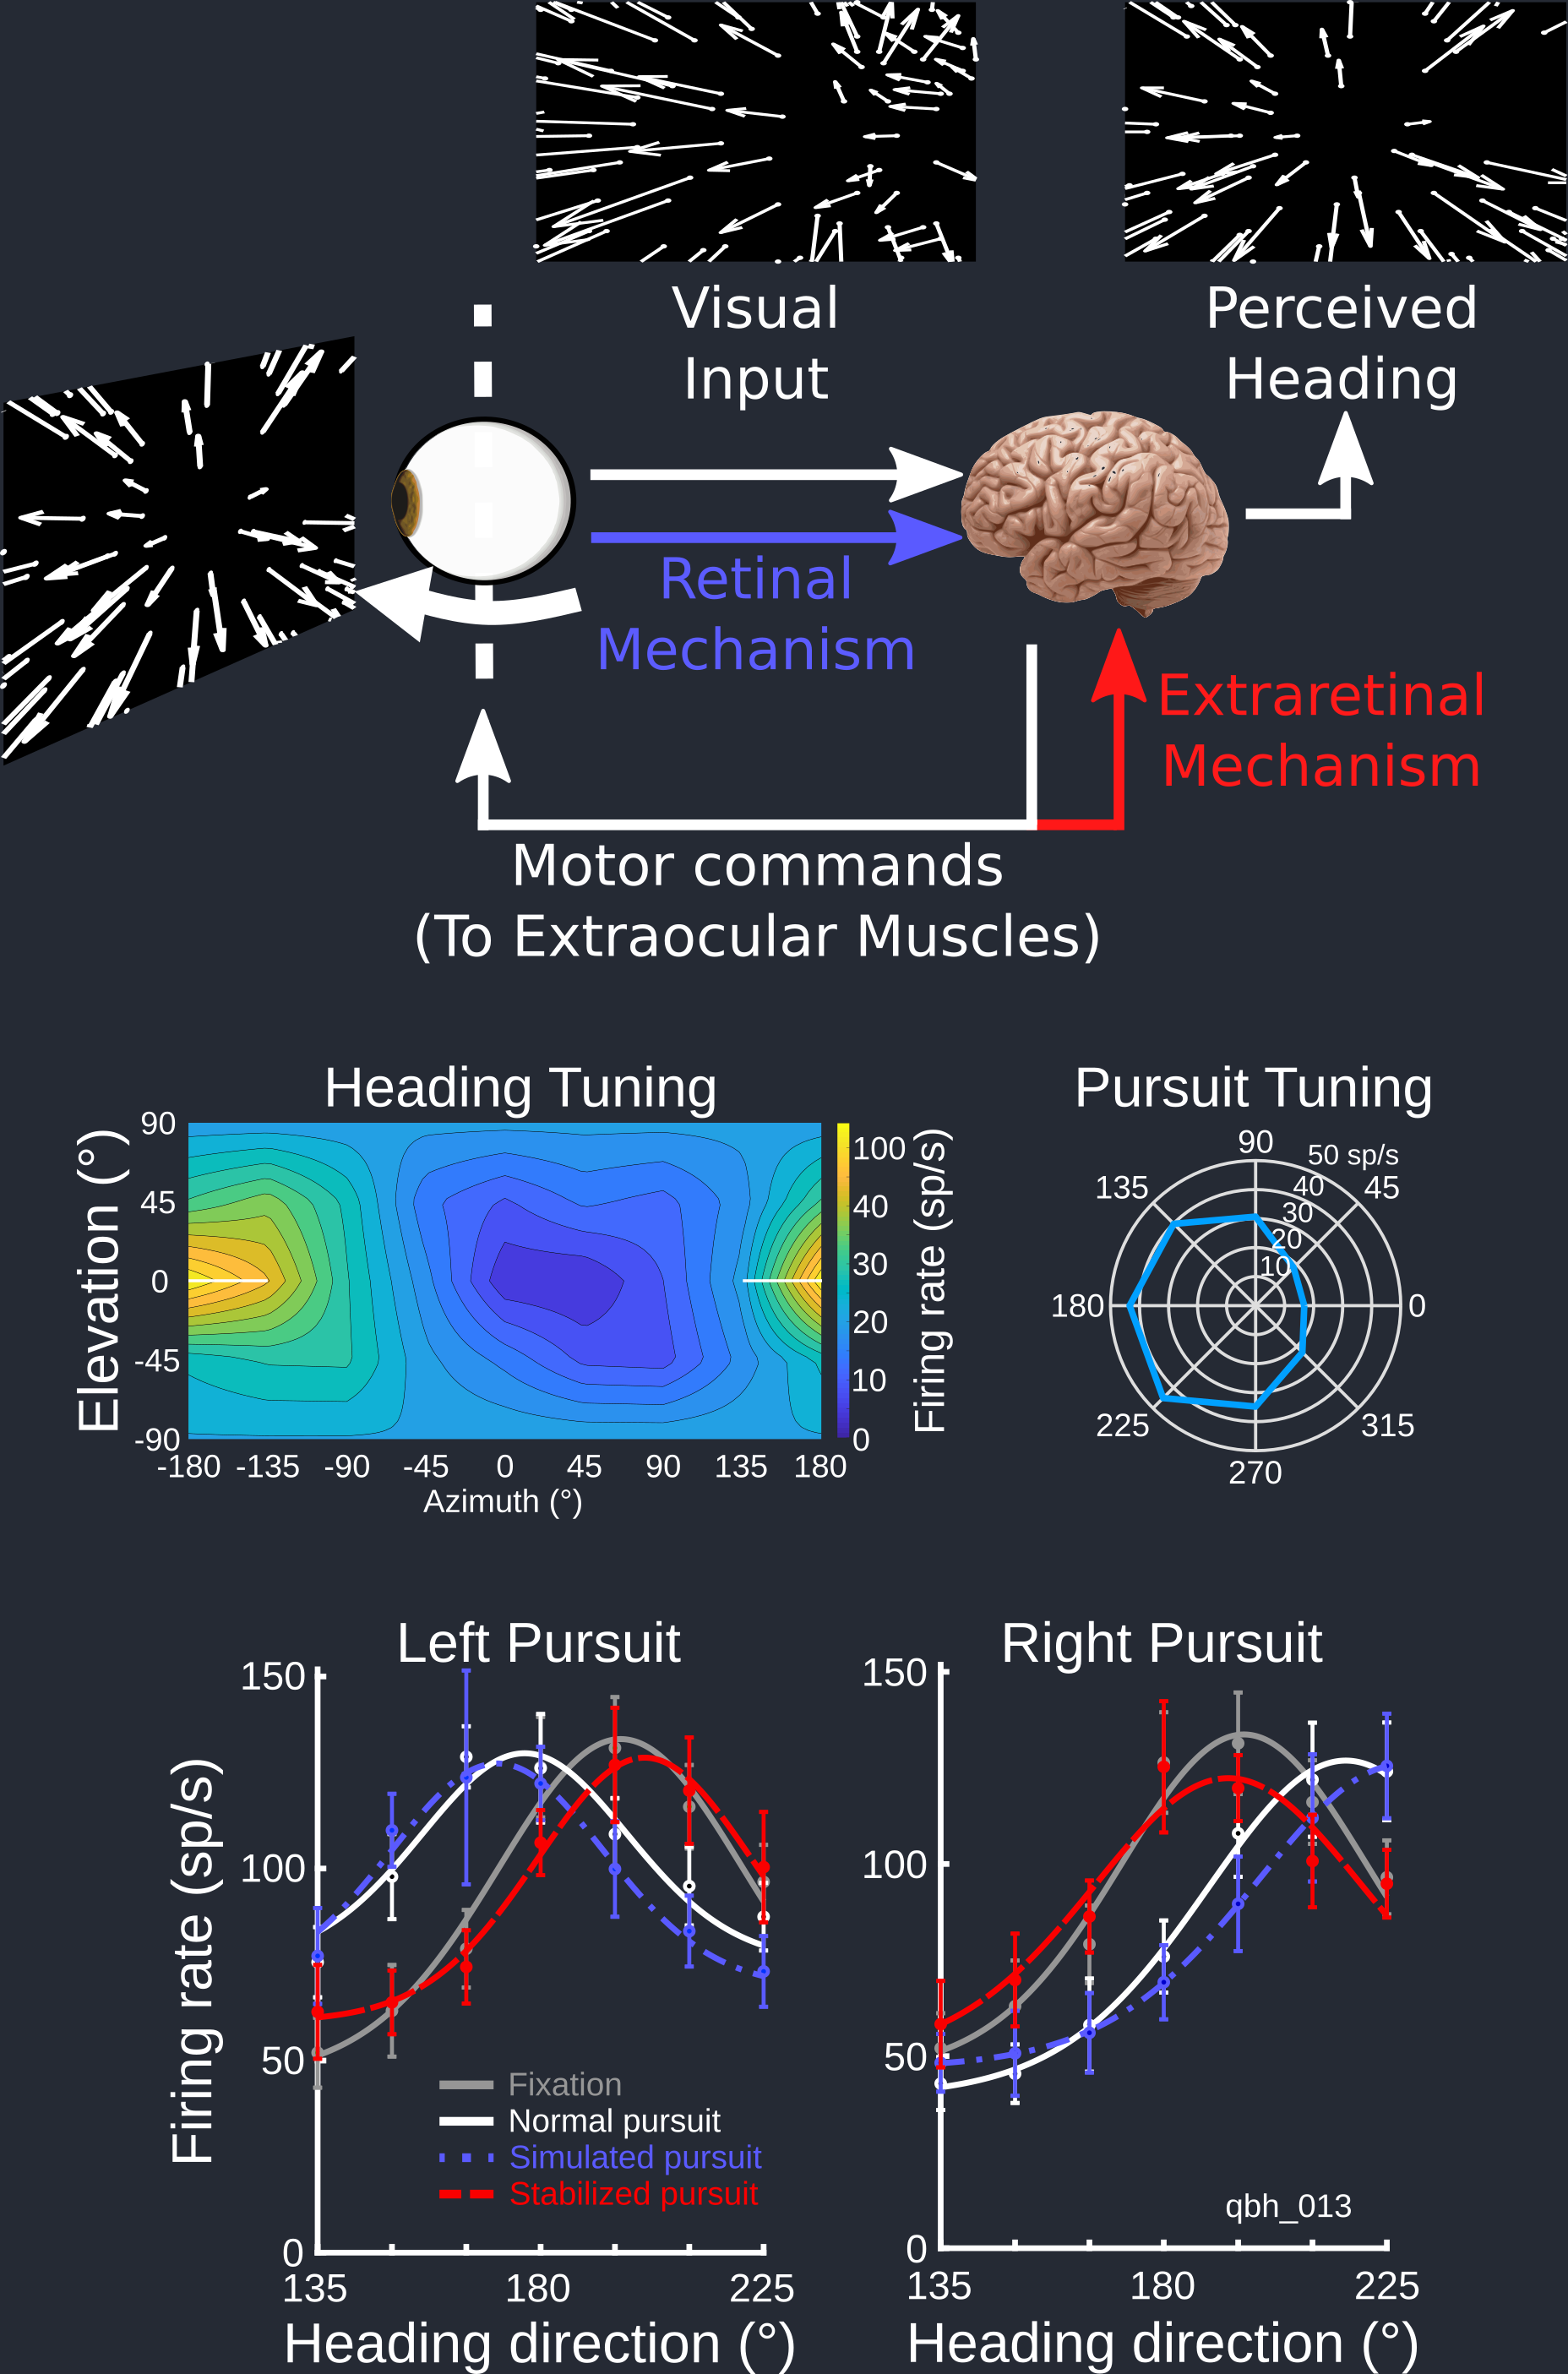 Visual
Input
Perceived
Heading
Retinal
Mechanism
Extraretinal
Mechanism
Motor commands
(To Extraocular Muscles)
Heading Tuning
Elevation (°)
90
45
0
-45
-90
-180 -135 -90 -45 0 45 90 135 180
Azimuth (°)
100
40
30
20
10
0
Firing rate (sp/s)
Pursuit Tuning
90
50 sp/s
40
30
20
10
135
45
180
0
225
315
270
Left Pursuit
Firing rate (sp/s)
150
100
50
0
Fixation
Normal pursuit
Simulated pursuit
Stabilized pursuit
135 180 225
Heading direction (°)
Right Pursuit
150
100
50
0
qbh_013
135 180 225
Heading direction (°)